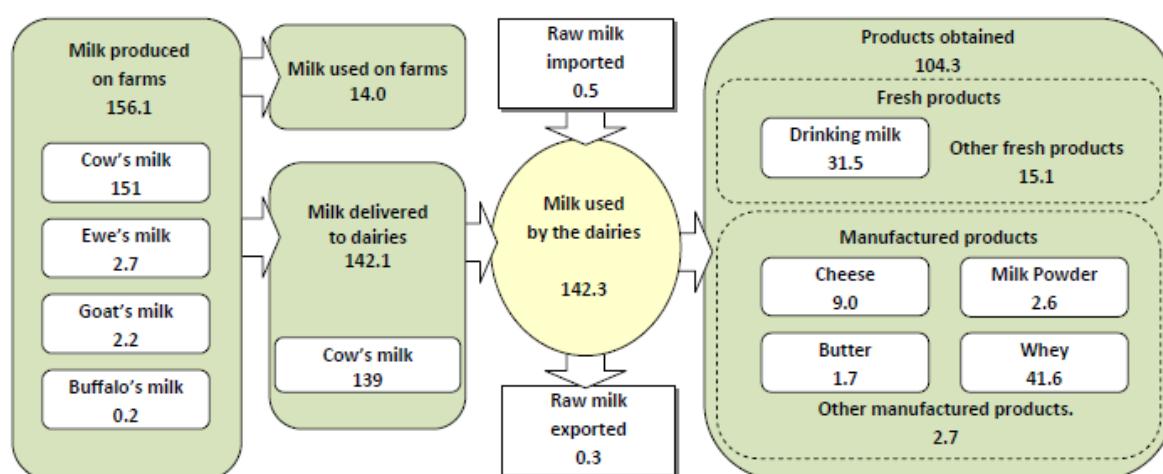 Milk produced
on farms
156.1
Cow's milk
151
Ewe's milk
2.7
Goat's milk
2.2
Buffalo's milk
0.2
Milk used on farms
14.0
Milk delivered
to dairies
142.1
Cow's milk
139
Raw milk
imported
0.5
Milk used
by the dairies
142.3
Raw milk
exported
0.3
Products obtained
104.3
Fresh products
Drinking milk
31.5
Other fresh products
15.1
Manufactured products
Cheese
9.0
Milk Powder
2.6
Butter
1.7
Whey
41.6
Other manufactured products.
2.7